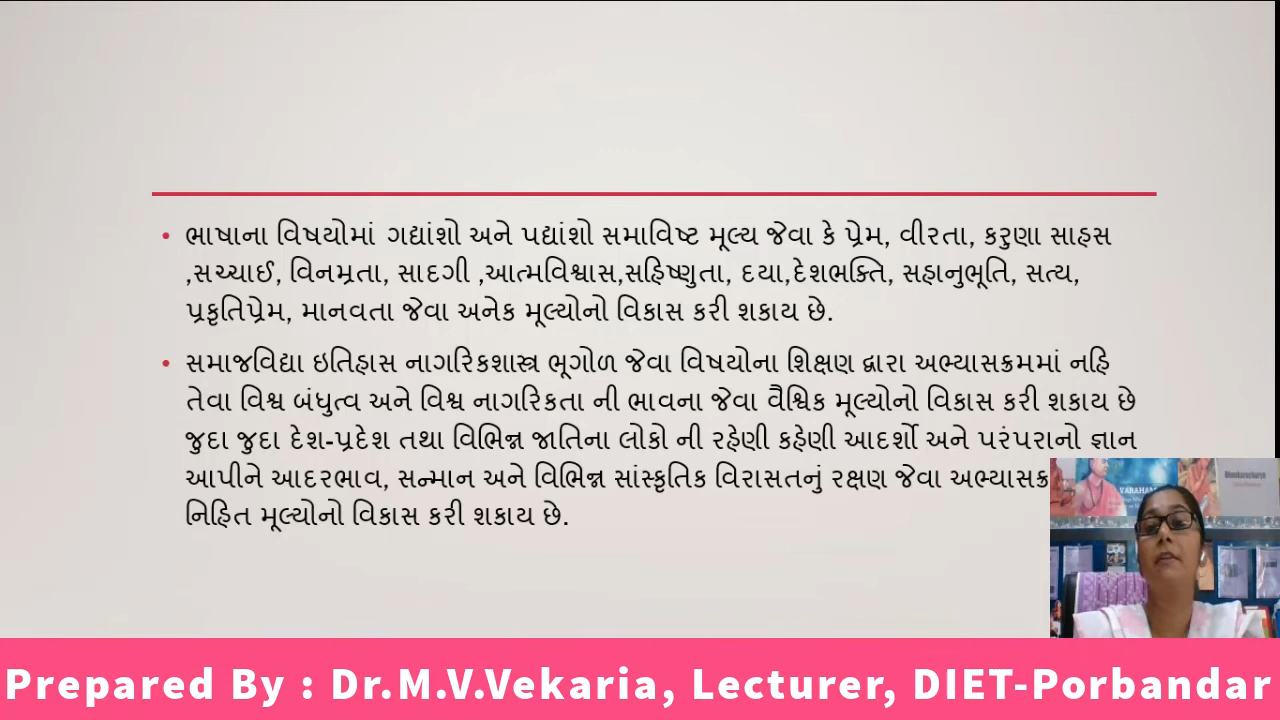 • ભાષાના વિષયોમાં ગદ્યાંશો અને પદ્યાંશો સમાવિષ્ટ મૂલ્ય જેવા કે પ્રેમ, વીરતા, કરુણા સાહસ
,સચ્ચાઈ, વિનમ્રતા, સાદગી ,આત્મવિશ્વાસ,સહિષ્ણુતા, દયા,દેશભક્તિ, સહાનુભૂતિ, સત્ય,
પ્રકૃતિપ્રેમ, માનવતા જેવા અનેક મૂલ્યોનો વિકાસ કરી શકાય છે.
• સમાજવિદ્યા ઇતિહાસ નાગરિકશાસ્ત્ર ભૂગોળ જેવા વિષયોના શિક્ષણ દ્વારા અભ્યાસક્રમમાં નહિ
તેવા વિશ્વ બંધુત્વ અને વિશ્વ નાગરિકતા ની ભાવના જેવા વૈશ્વિક મૂલ્યોનો વિકાસ કરી શકાય છે
જુદા જુદા દેશ-પ્રદેશ તથા વિભિન્ન જાતિના લોકો ની રહેણી કહેણી આદર્શો અને પરંપરાનો જ્ઞાન
આપીને આદરભાવ, સન્માન અને વિભિન્ન સાંસ્કૃતિક વિરાસતનું રક્ષણ જેવા
નિહિત મૂલ્યોનો વિકાસ કરી શકાય છે.
VARAHAM
Prepared By : Dr.M.V.Vekaria, Lecturer, DIET-Porbandar